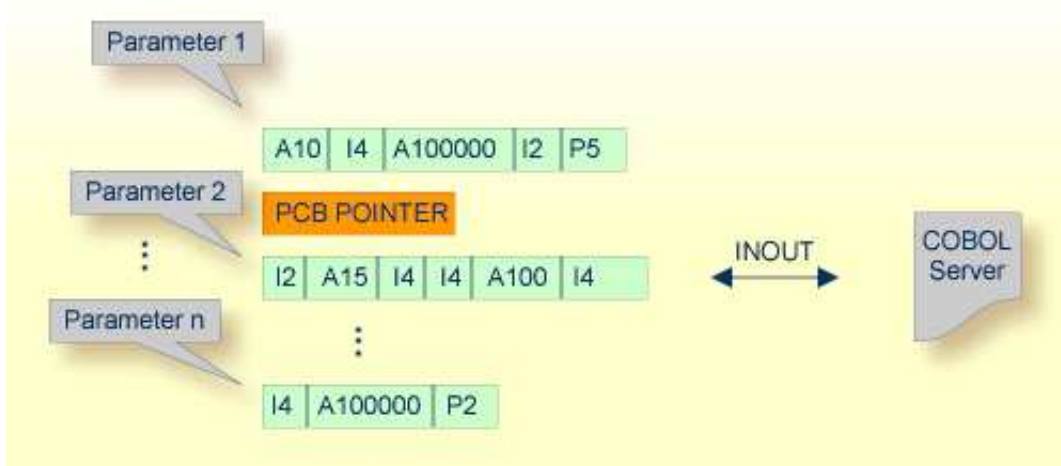 Parameter 1
A10 I4 A100000 I2 P5
Parameter 2
PCB POINTER
I2 A15 I4 I4 A100 I4
INOUT
COBOL
Server
Parameter n
I4 A100000 P2